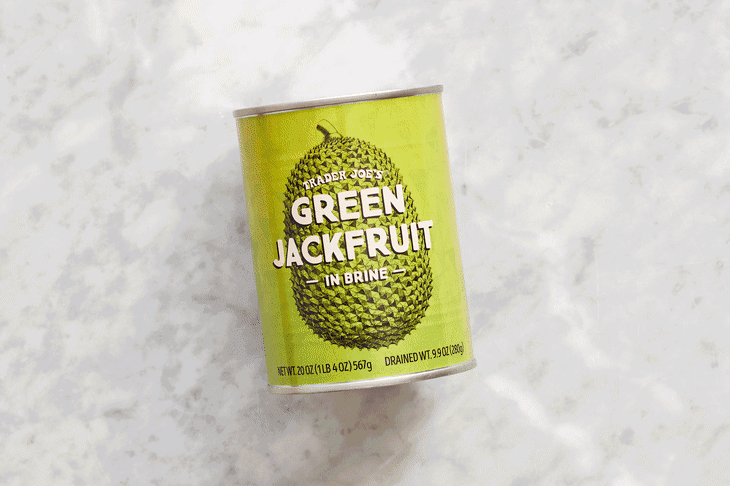 TRADER JOE'S
GREEN
JACKFRUIT
— IN BRINE —
NET WT. 20 OZ (1 LB 4 OZ) 567g DRAINED WT. 9.9 OZ (280g)